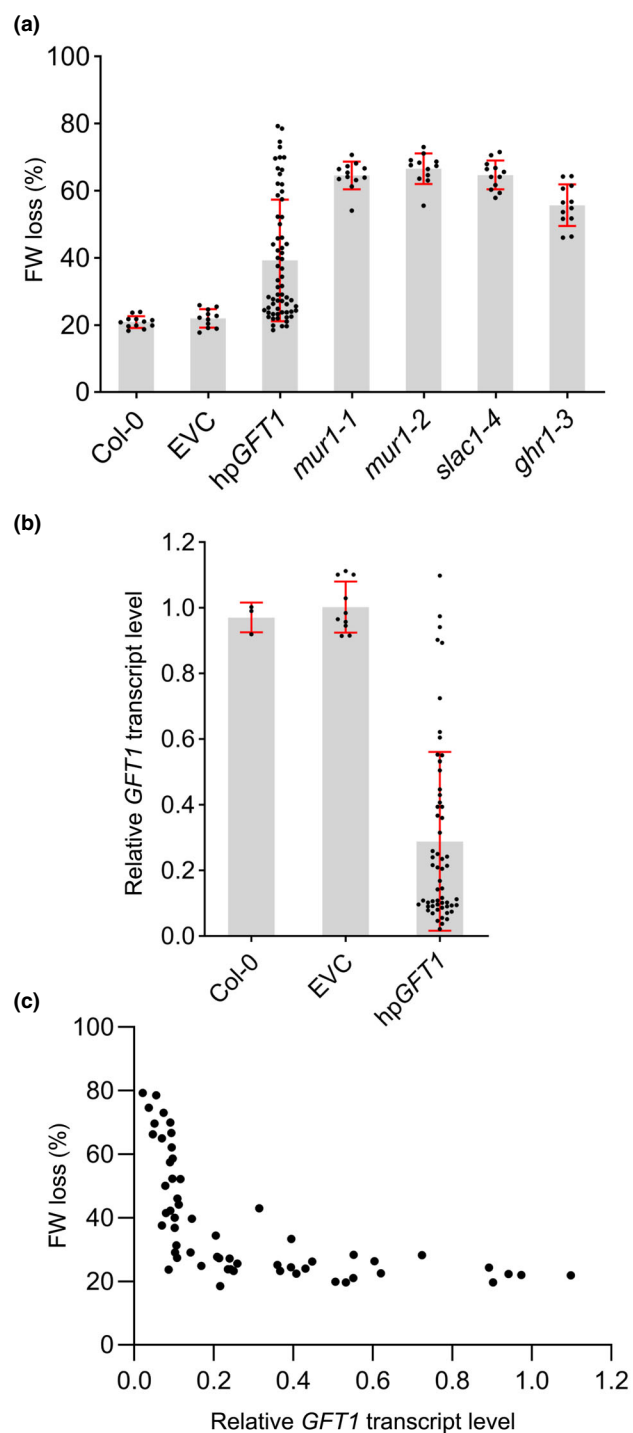 (a)
100
80
60
40
20
0
FW loss (%)
Col-0
EVC
hpGFT1
mur1-1
mur1-2
slac1-4
ghr1-3
(b)
1.2
1.0
0.8
0.6
0.4
0.2
0.0
Relative GFT1 transcript level
Col-0
EVC
hpGFT1
(c)
100
80
60
40
20
0
FW loss (%)
0.0 0.2 0.4 0.6 0.8 1.0 1.2
Relative GFT1 transcript level